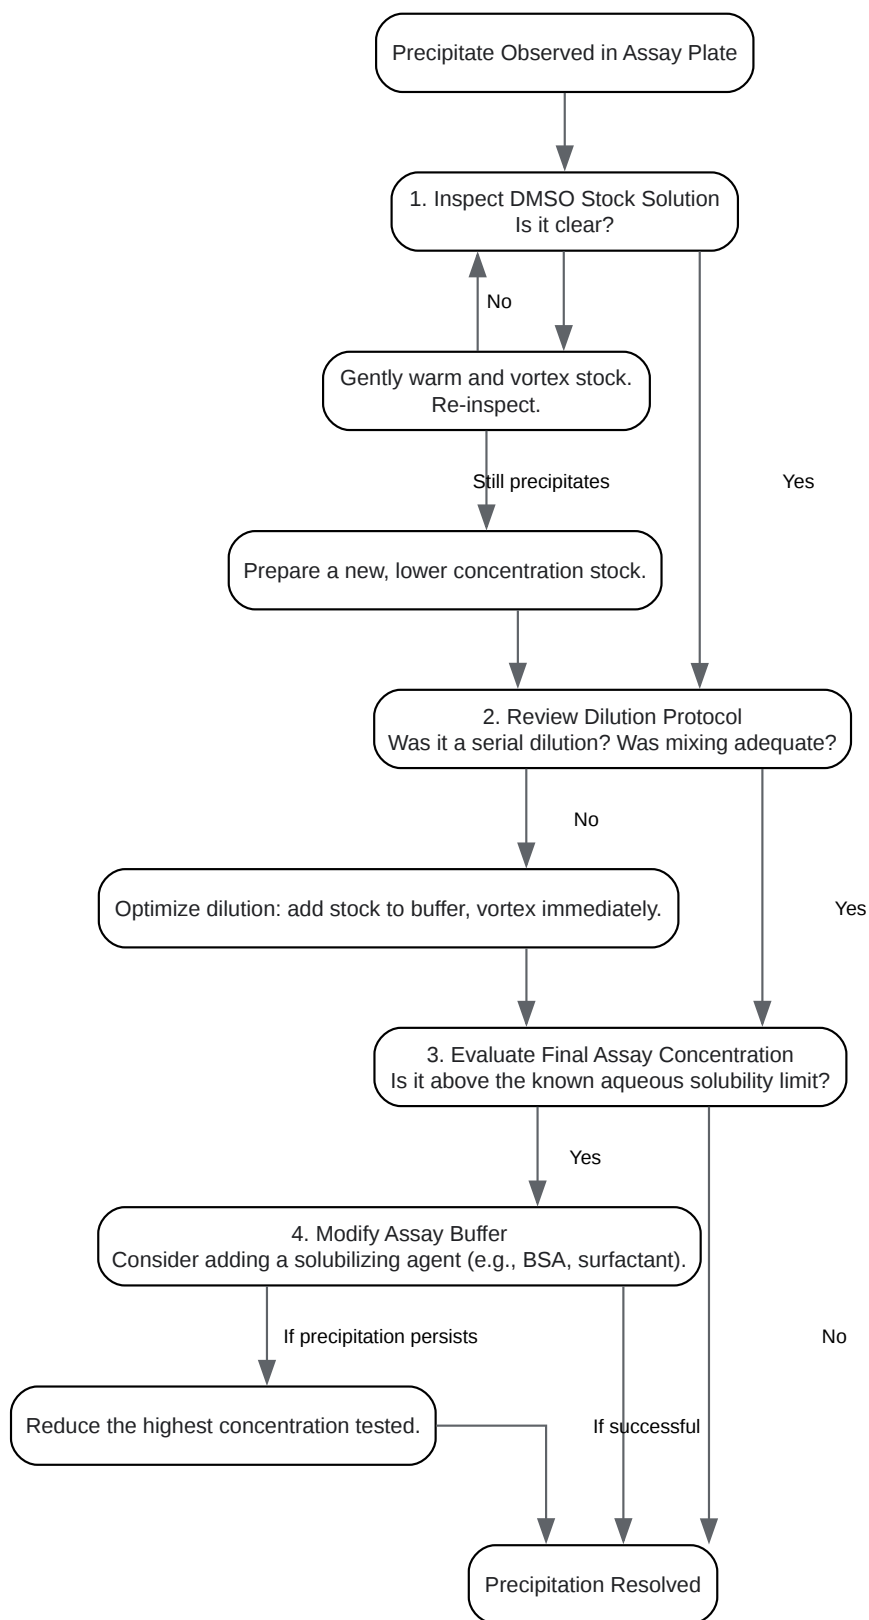 Precipitate Observed in Assay Plate
1. Inspect DMSO Stock Solution
Is it clear?
No
Gently warm and vortex stock.
Re-inspect.
Still precipitates
Yes
Prepare a new, lower concentration stock.
2. Review Dilution Protocol
Was it a serial dilution? Was mixing adequate?
No
Optimize dilution: add stock to buffer, vortex immediately.
Yes
3. Evaluate Final Assay Concentration
Is it above the known aqueous solubility limit?
Yes
4. Modify Assay Buffer
Consider adding a solubilizing agent (e.g., BSA, surfactant).
If precipitation persists
No
Reduce the highest concentration tested.
If successful
Precipitation Resolved